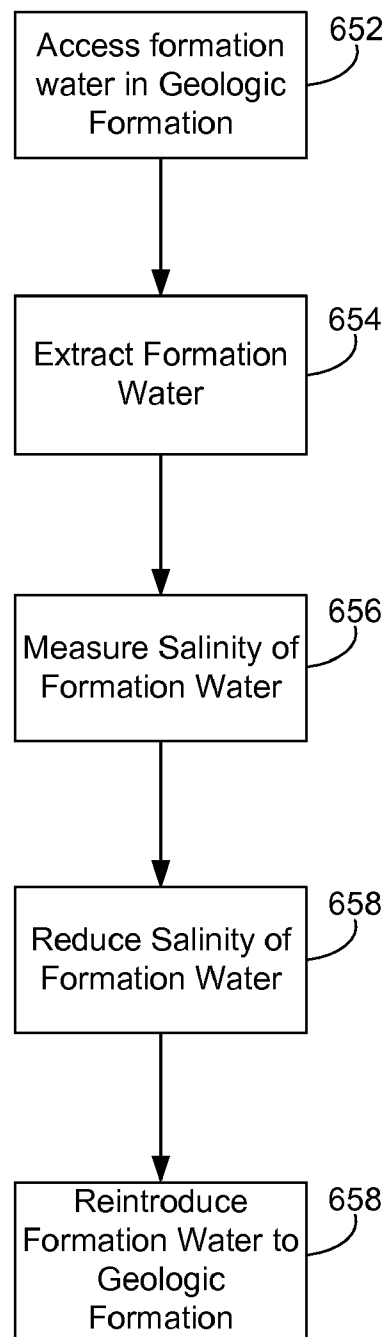 Access formation
water in Geologic
Formation
652
Extract Formation
Water
654
Measure Salinity of
Formation Water
656
Reduce Salinity of
Formation Water
658
Reintroduce
Formation Water to
Geologic
Formation
658